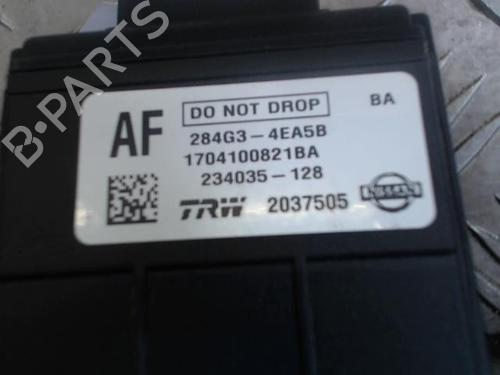 AF
DO NOT DROP
BA
284G3-4EA5B
1704100821BA
234035-128
TRW 2037505
NISSAN
B-PARTS